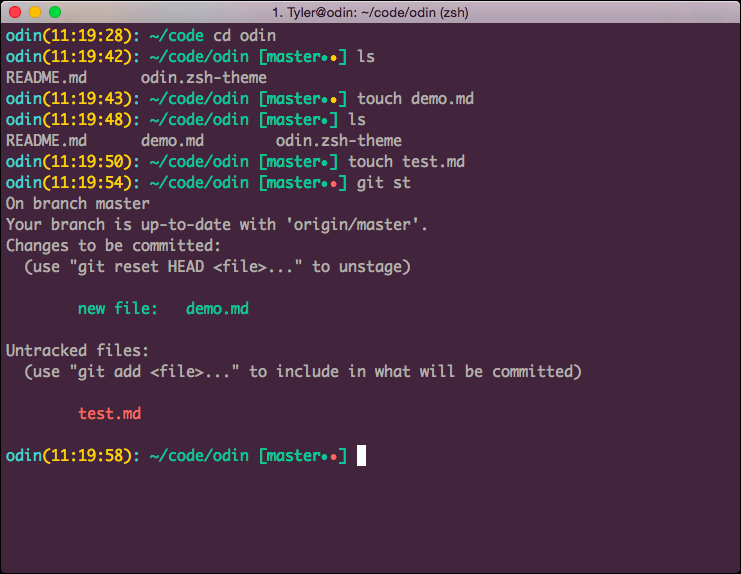 1. Tyler@odin: ~/code/odin (zsh)
odin(11:19:28): ~/code cd odin
odin(11:19:42): ~/code/odin [master••] ls
README.md      odin.zsh-theme
odin(11:19:43): ~/code/odin [master••] touch demo.md
odin(11:19:48): ~/code/odin [master•] ls
README.md      demo.md        odin.zsh-theme
odin(11:19:50): ~/code/odin [master•] touch test.md
odin(11:19:54): ~/code/odin [master••] git st
On branch master
Your branch is up-to-date with 'origin/master'.
Changes to be committed:
  (use "git reset HEAD <file>..." to unstage)
        new file:   demo.md
Untracked files:
  (use "git add <file>..." to include in what will be committed)
        test.md
odin(11:19:58): ~/code/odin [master••]